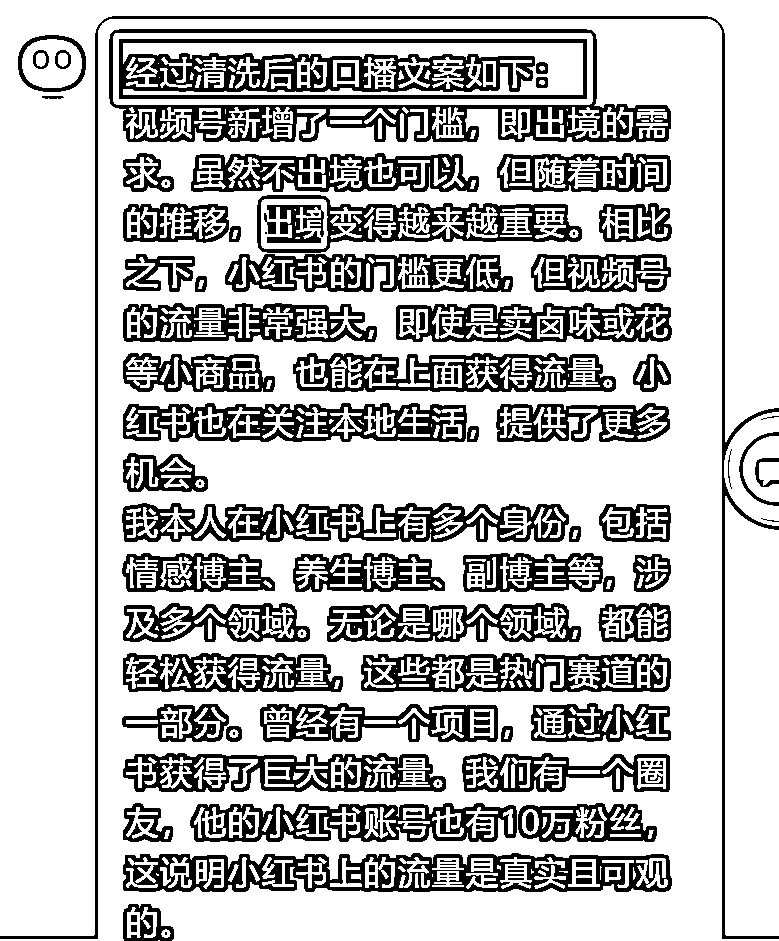 经过清洗后的口播文案如下：
视频号新增了一个门槛，即出境的需
求。虽然不出境也可以，但随着时间
的推移，出境变得越来越重要。相比
之下，小红书的门槛更低，但视频号
的流量非常强大，即使是卖卤味或花
等小商品，也能在上面获得流量。小
红书也在关注本地生活，提供了更多
机会。
我本人在小红书上有多个身份，包括
情感博主、养生博主、副博主等，涉
及多个领域。无论是哪个领域，都能
轻松获得流量，这些都是热门赛道的
一部分。曾经有一个项目，通过小红
书获得了巨大的流量。我们有一个圈
友，他的小红书账号也有10万粉丝，
这说明小红书上的流量是真实且可观
的。